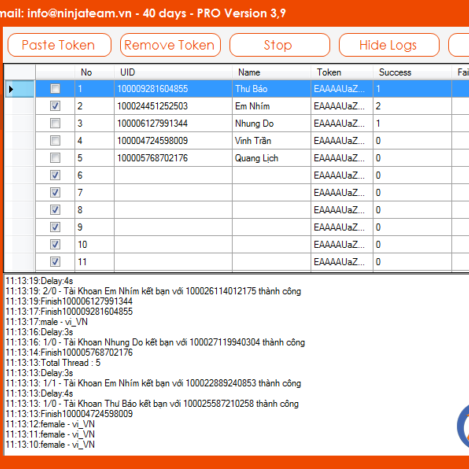 mail: info@ninjateam.vn - 40 days - PRO Version 3,9
Paste Token Remove Token Stop Hide Logs
No UID Name Token Success Fai
1 100009281604855 Thu Báo EAAAAUaZ... 1
2 100024451252503 Em Nhím EAAAAUaZ... 2
3 100006127991344 Nhung Do EAAAAUaZ... 1
4 100004724598009 Vinh Trần EAAAAUaZ... 0
5 100005768702176 Quang Lịch EAAAAUaZ... 0
6 EAAAAUaZ... 0
7 EAAAAUaZ... 0
8 EAAAAUaZ... 0
9 EAAAAUaZ... 0
10 EAAAAUaZ... 0
11 EAAAAUaZ... 0
11:13:19:Delay:4s
11:13:19: 2/0 - Tài Khoan Em Nhím kết bạn với 100026114012175 thành công
11:13:19:Finish100006127991344
11:13:17:Finish100009281604855
11:13:17:male - vi_VN
11:13:16:Delay:3s
11:13:16: 1/0 - Tài Khoan Nhung Do kết bạn với 100027119940304 thành công
11:13:14:Finish100005768702176
11:13:13:Total Thread : 5
11:13:13:Delay:3s
11:13:13: 1/1 - Tài Khoan Em Nhím kết bạn với 100022889240853 thành công
11:13:13:Delay:4s
11:13:13: 1/0 - Tài Khoan Thu Báo kết bạn với 100025587210258 thành công
11:13:13:Finish100004724598009
11:13:12:female - vi_VN
11:13:11:female - vi_VN
11:13:10:female - vi_VN